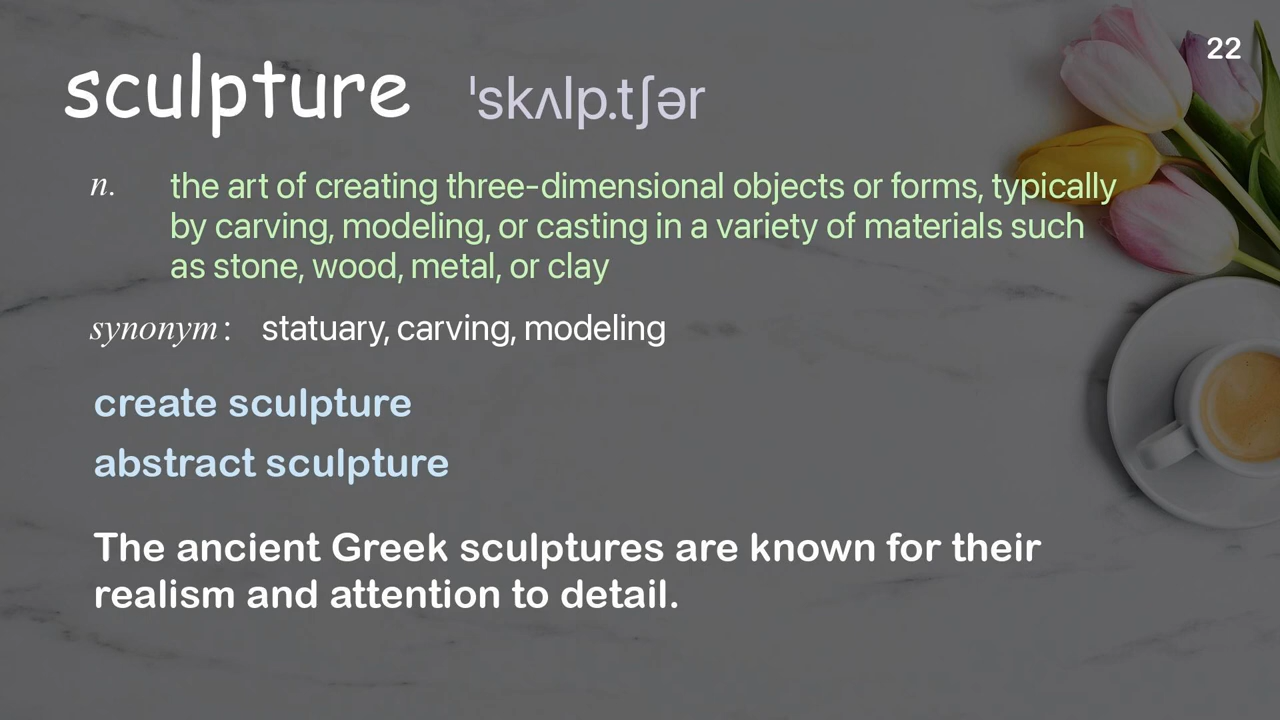 22
sculpture ˈskʌlp.tʃər
n. the art of creating three-dimensional objects or forms, typically
by carving, modeling, or casting in a variety of materials such
as stone, wood, metal, or clay
synonym: statuary, carving, modeling
create sculpture
abstract sculpture
The ancient Greek sculptures are known for their
realism and attention to detail.